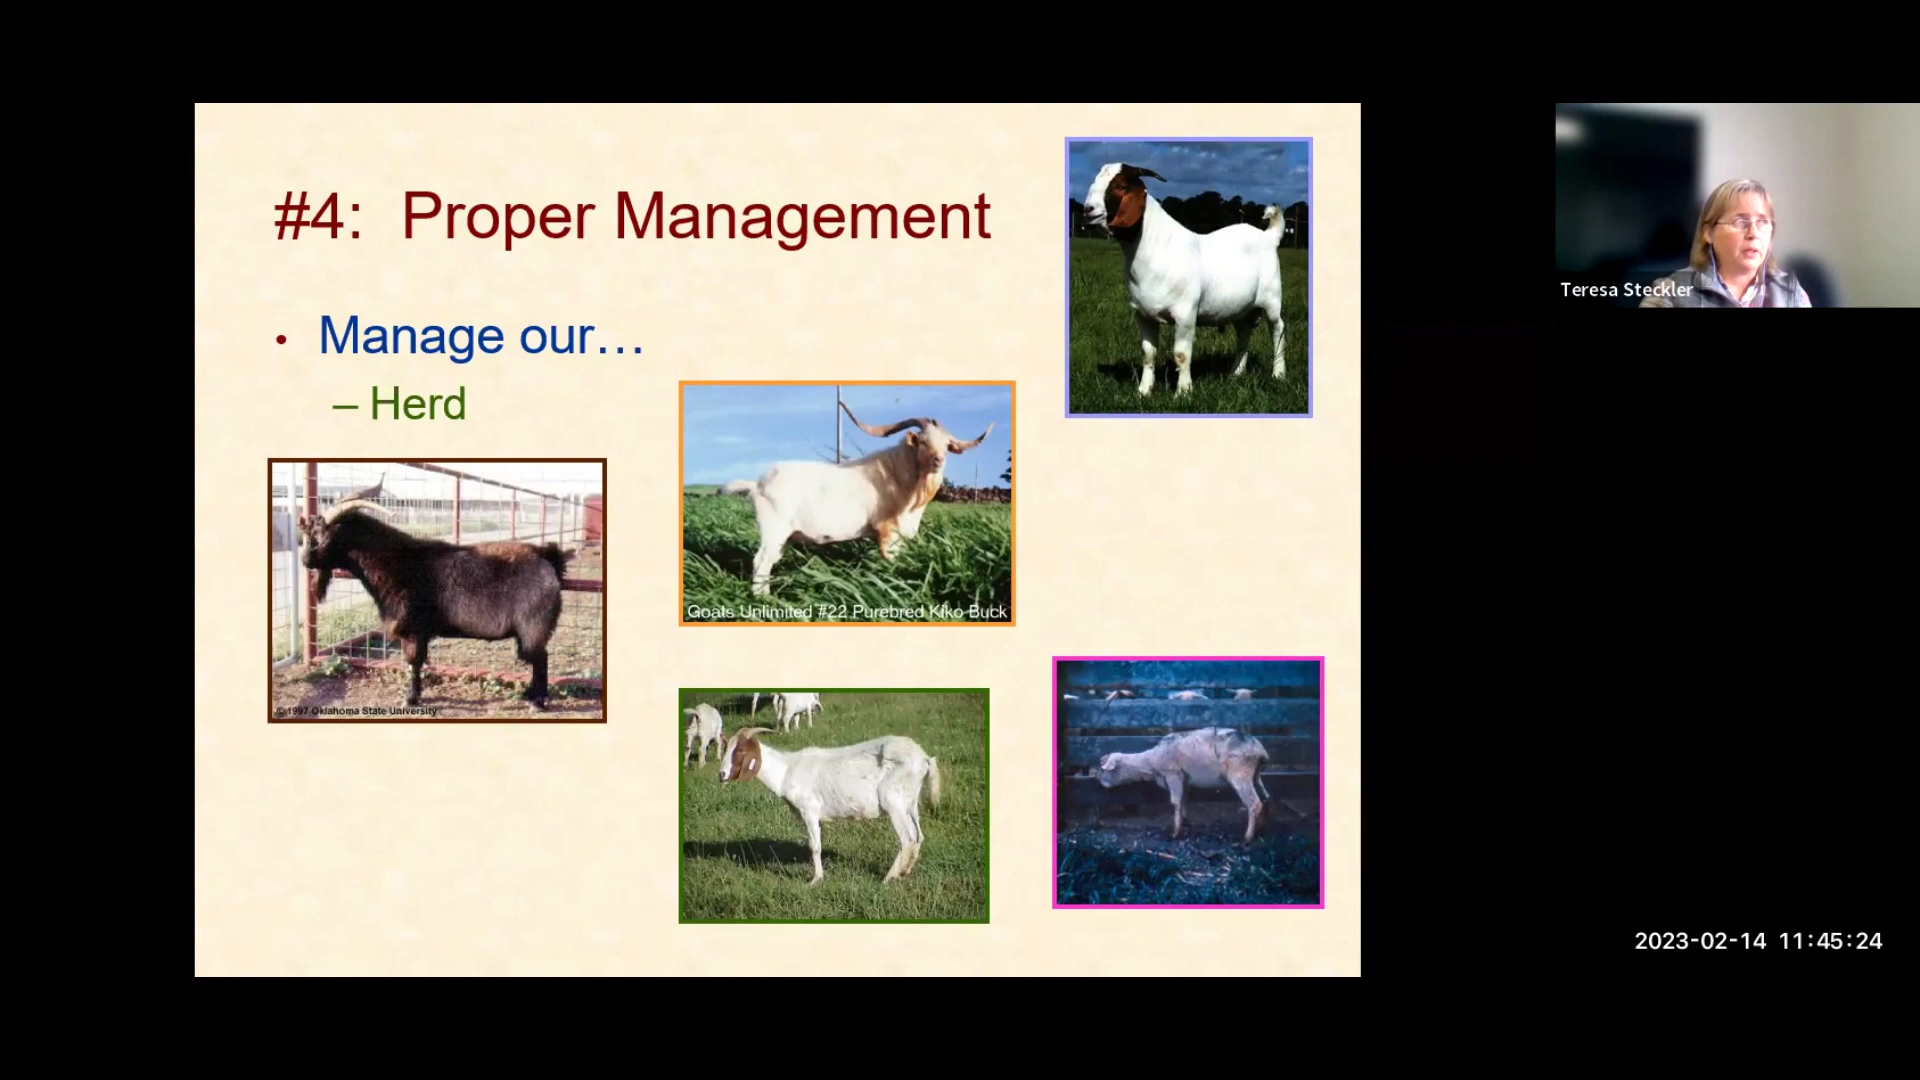 #4: Proper Management
• Manage our…
– Herd
Goats Unlimited #22 Purebred Kiko Buck
© 1997 Oklahoma State University
Teresa Steckler
2023-02-14 11:45:24